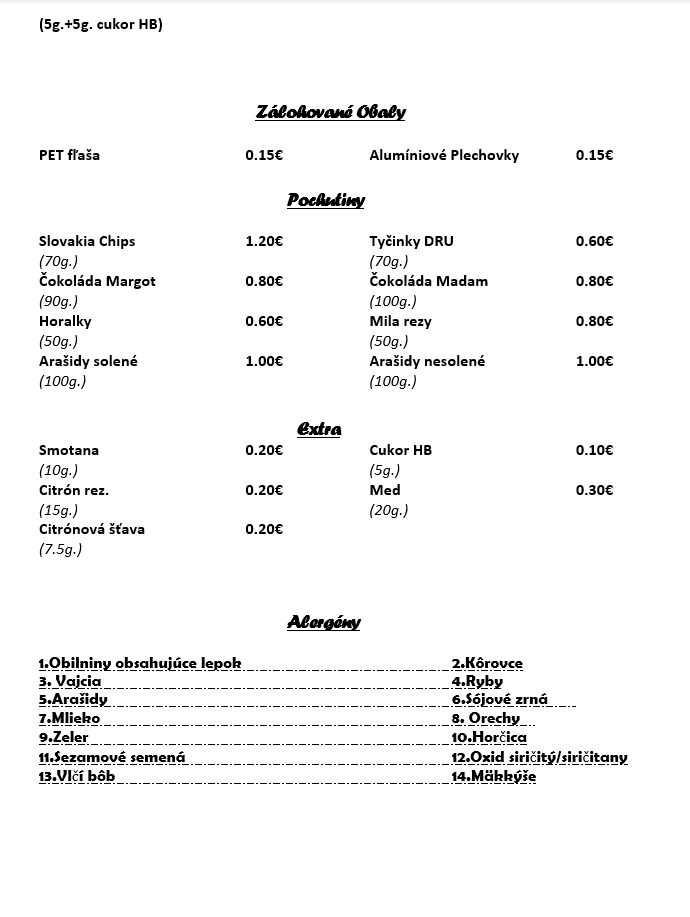 (5g.+5g. cukor HB)
Zálohované Obaly
PET fľaša 0.15€ Alumíniové Plechovky 0.15€
Pochutiny
Slovakia Chips 1.20€ Tyčinky DRU 0.60€
(70g.) (70g.)
Čokoláda Margot 0.80€ Čokoláda Madam 0.80€
(90g.) (100g.)
Horalky 0.60€ Mila rezy 0.80€
(50g.) (50g.)
Arašidy solené 1.00€ Arašidy nesolené 1.00€
(100g.) (100g.)
Extra
Smotana 0.20€ Cukor HB 0.10€
(10g.) (5g.)
Citrón rez. 0.20€ Med 0.30€
(15g.) (20g.)
Citrónová šťava 0.20€
(7.5g.)
Alergény
1.Obilniny obsahujúce lepok 2.Kôrovce
3. Vajcia 4.Ryby
5.Arašidy 6.Sójové zrná
7.Mlieko 8. Orechy
9.Zeler 10.Horčica
11.Sezamové semená 12.Oxid siričitý/siričitany
13.Vlčí bôb 14.Mäkkýše